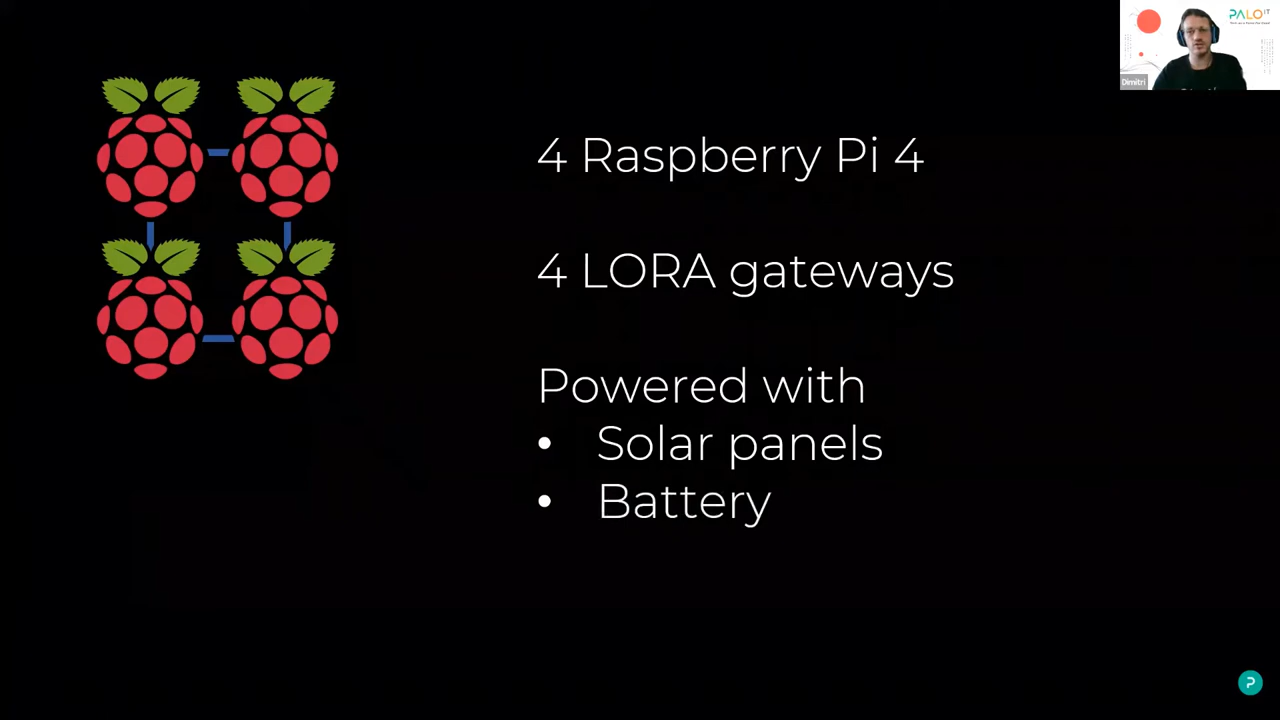 PALO IT
Dimitri
4 Raspberry Pi 4
4 LORA gateways
Powered with
• Solar panels
• Battery